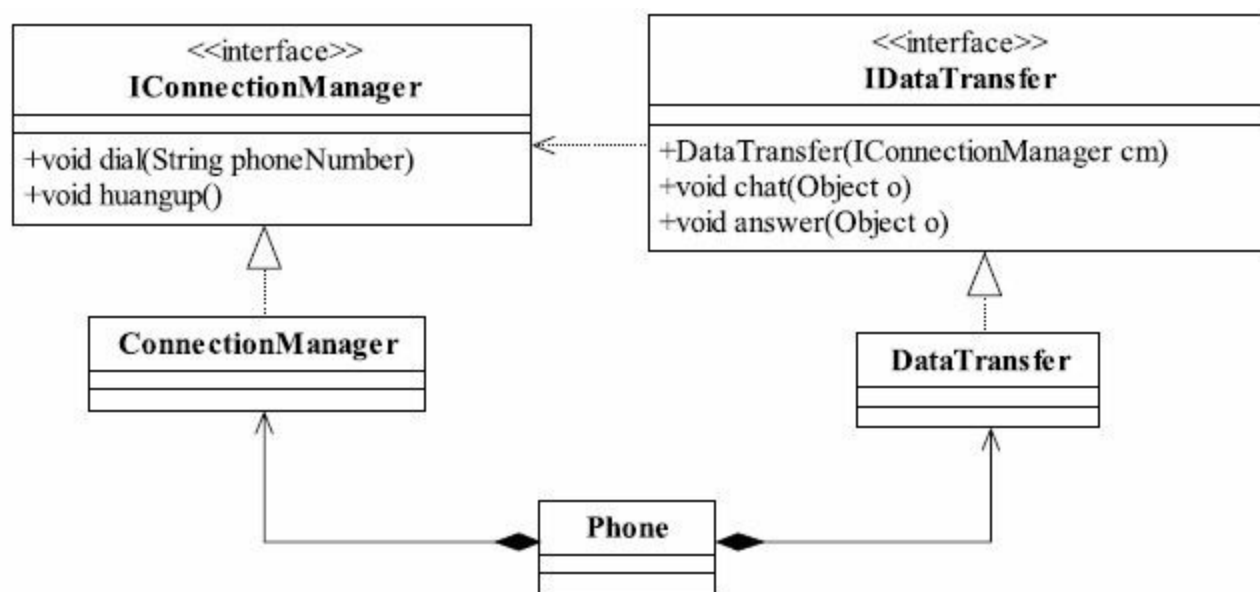 <<interface>>
IConnectionManager
+void dial(String phoneNumber)
+void huangup()
<<interface>>
IDataTransfer
+DataTransfer(IConnectionManager cm)
+void chat(Object o)
+void answer(Object o)
ConnectionManager
DataTransfer
Phone